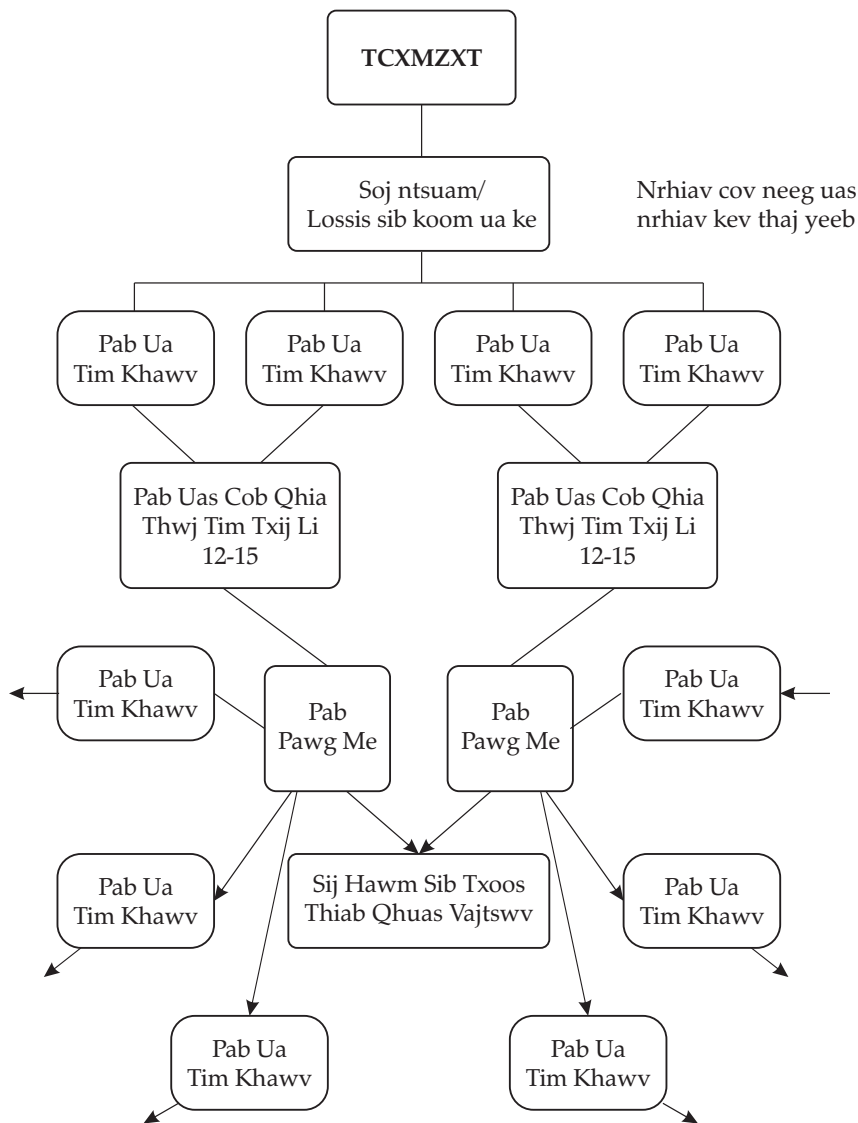 TCXMZXT
Soj ntsuam/
Lossis sib koom ua ke
Nrhiav cov neeg uas
nrhiav kev thaj yeeb
Pab Ua
Tim Khawv
Pab Ua
Tim Khawv
Pab Ua
Tim Khawv
Pab Ua
Tim Khawv
Pab Uas Cob Qhia
Thwj Tim Txij Li
12-15
Pab Uas Cob Qhia
Thwj Tim Txij Li
12-15
Pab Ua
Tim Khawv
Pab
Pawg Me
Pab
Pawg Me
Pab Ua
Tim Khawv
Pab Ua
Tim Khawv
Sij Hawm Sib Txoos
Thiab Qhuas Vajtswv
Pab Ua
Tim Khawv
Pab Ua
Tim Khawv
Pab Ua
Tim Khawv